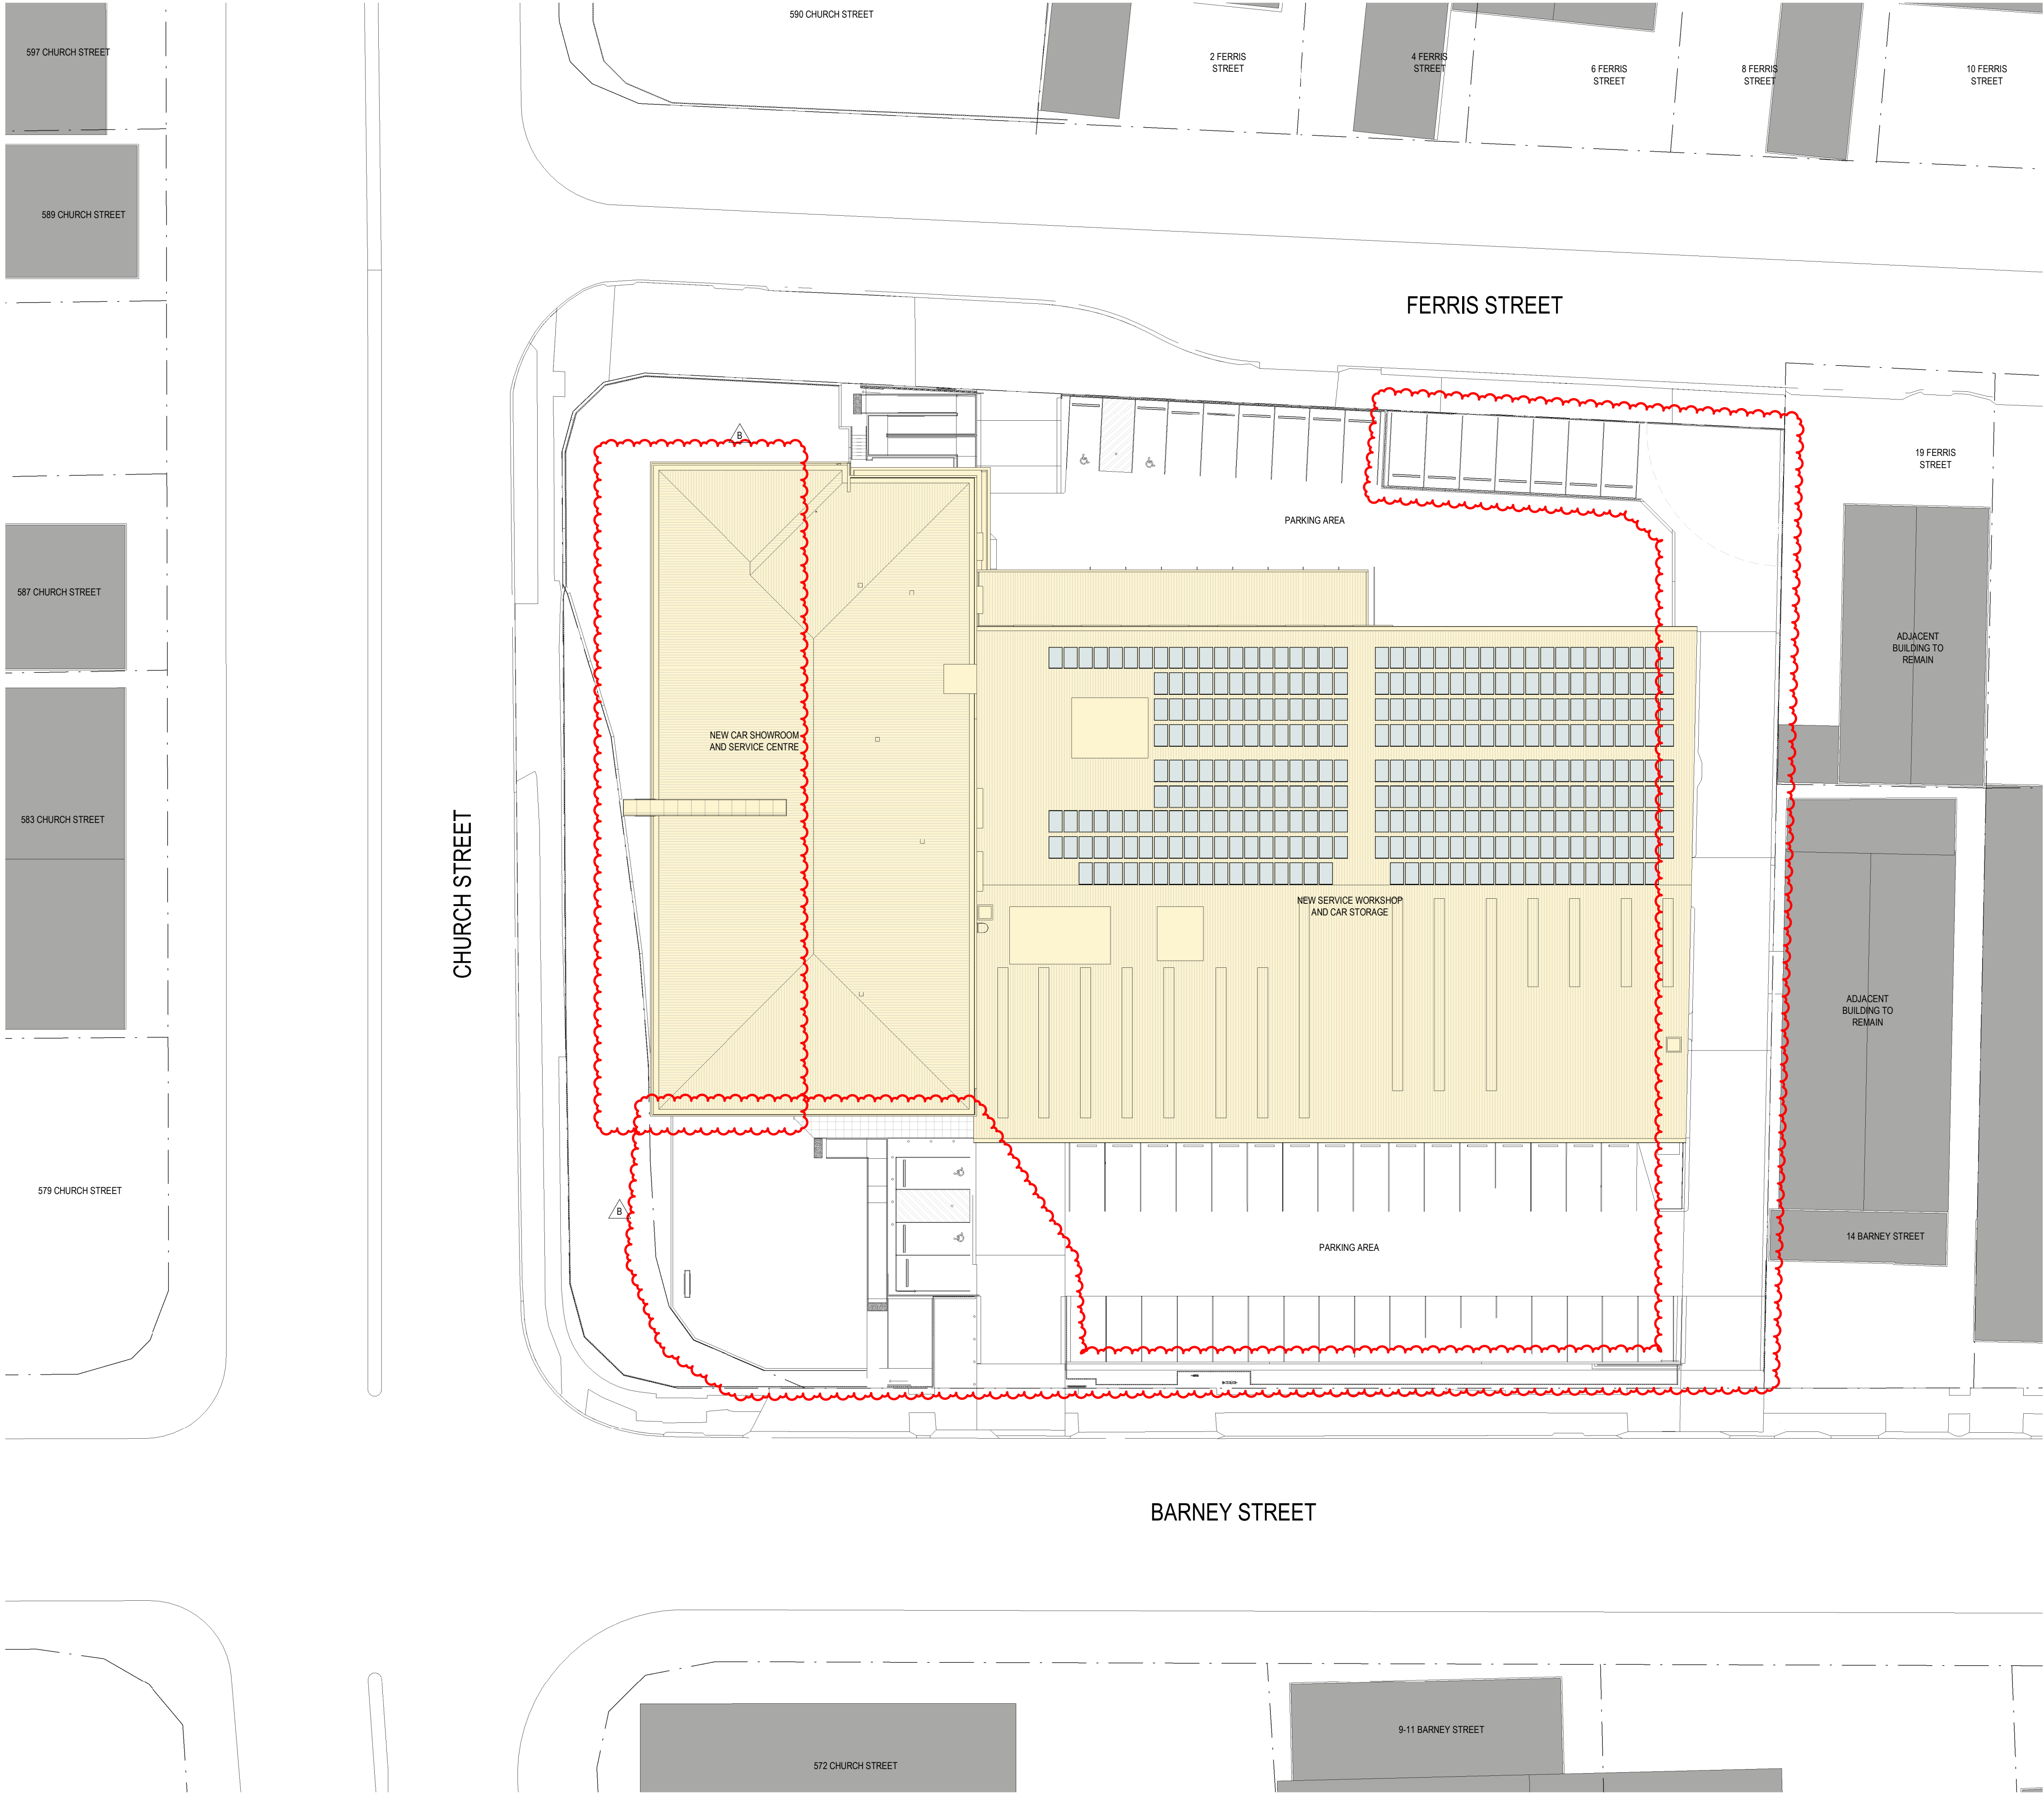 590 CHURCH STREET
597 CHURCH STREET
2 FERRIS
STREET
4 FERRIS
STREET
6 FERRIS
STREET
8 FERRIS
STREET
10 FERRIS
STREET
589 CHURCH STREET
FERRIS STREET
B
19 FERRIS
STREET
PARKING AREA
587 CHURCH STREET
ADJACENT
BUILDING TO
REMAIN
NEW CAR SHOWROOM
AND SERVICE CENTRE
583 CHURCH STREET
CHURCH STREET
NEW SERVICE WORKSHOP
AND CAR STORAGE
ADJACENT
BUILDING TO
REMAIN
579 CHURCH STREET
B
14 BARNEY STREET
PARKING AREA
BARNEY STREET
9-11 BARNEY STREET
572 CHURCH STREET